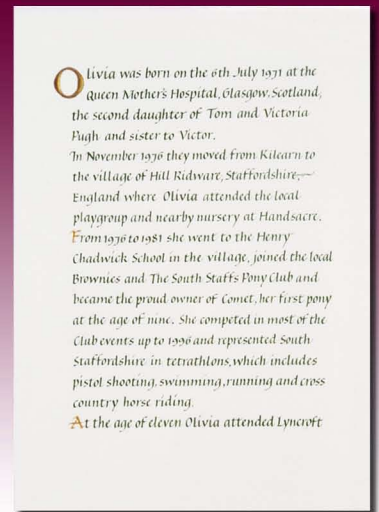 Olivia was born on the 6th July 1971 at the
Queen Mother's Hospital, Glasgow, Scotland,
the second daughter of Tom and Victoria
Pugh and sister to Victor.
In November 1976 they moved from Kilearn to
the village of Hill Ridware, Staffordshire,
England where Olivia attended the local
playgroup and nearby nursery at Handsacre.
From 1976 to 1981 she went to the Henry
Chadwick School in the village, joined the local
Brownies and The South Staffs Pony Club and
became the proud owner of Comet, her first pony
at the age of nine. She competed in most of the
Club events up to 1996 and represented South
Staffordshire in tetrathlons, which includes
pistol shooting, swimming, running and cross
country horse riding.
At the age of eleven Olivia attended Lyncroft